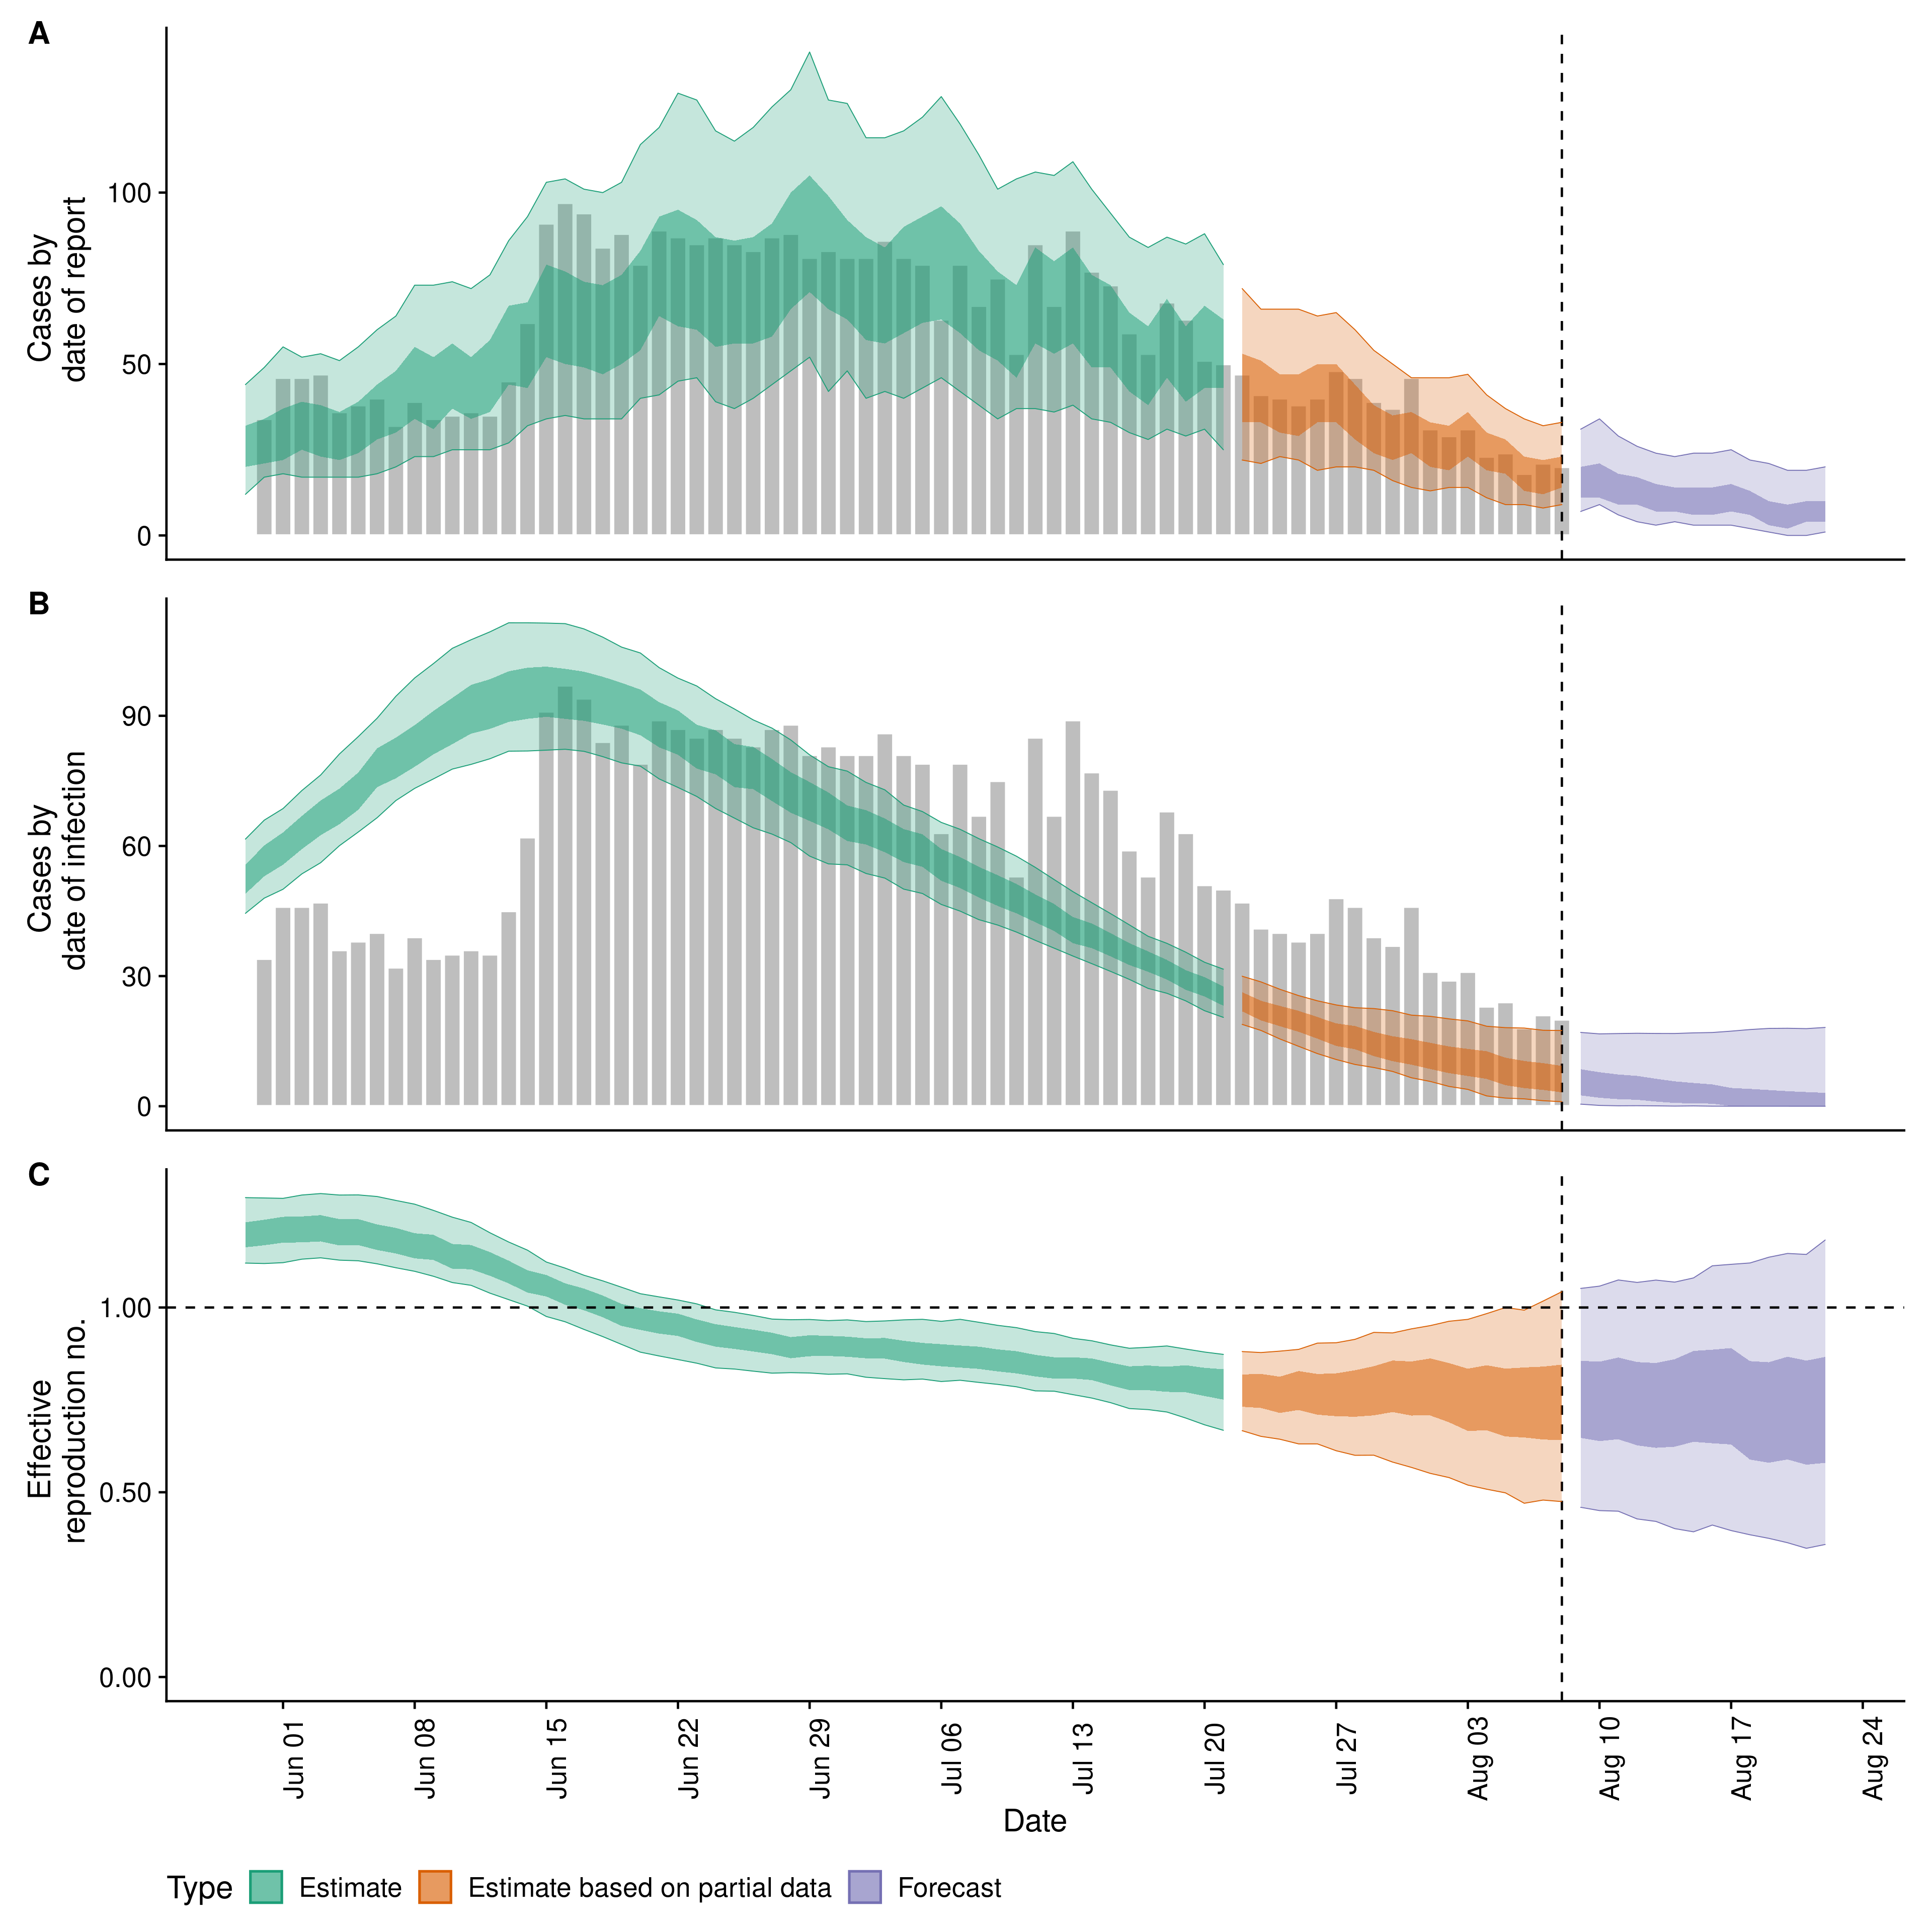 A
Cases by
date of report
100
50
0
B
Cases by
date of infection
90
60
30
0
C
Effective
reproduction no.
1.00
0.50
0.00
Jun 01
Jun 08
Jun 15
Jun 22
Jun 29
Jul 06
Jul 13
Jul 20
Jul 27
Aug 03
Aug 10
Aug 17
Aug 24
Date
Type Estimate Estimate based on partial data Forecast